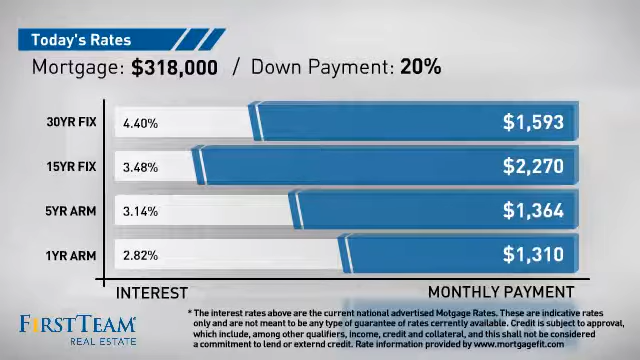 Today's Rates
Mortgage: $318,000 / Down Payment: 20%
30YR FIX 4.40% $1,593
15YR FIX 3.48% $2,270
5YR ARM 3.14% $1,364
1YR ARM 2.82% $1,310
INTEREST MONTHLY PAYMENT
* The interest rates above are the current national advertised Motgage Rates. These are indicative rates
only and are not meant to be any type of guarantee of rates cerrently available. Credit is subject to approval,
which include, among other qualifiers, income, credit and collateral, and this shall not be considered
a commitment to lend or externd credit. Rate information provided by www.mortgagefit.com
FIRSTTEAM®
REAL ESTATE